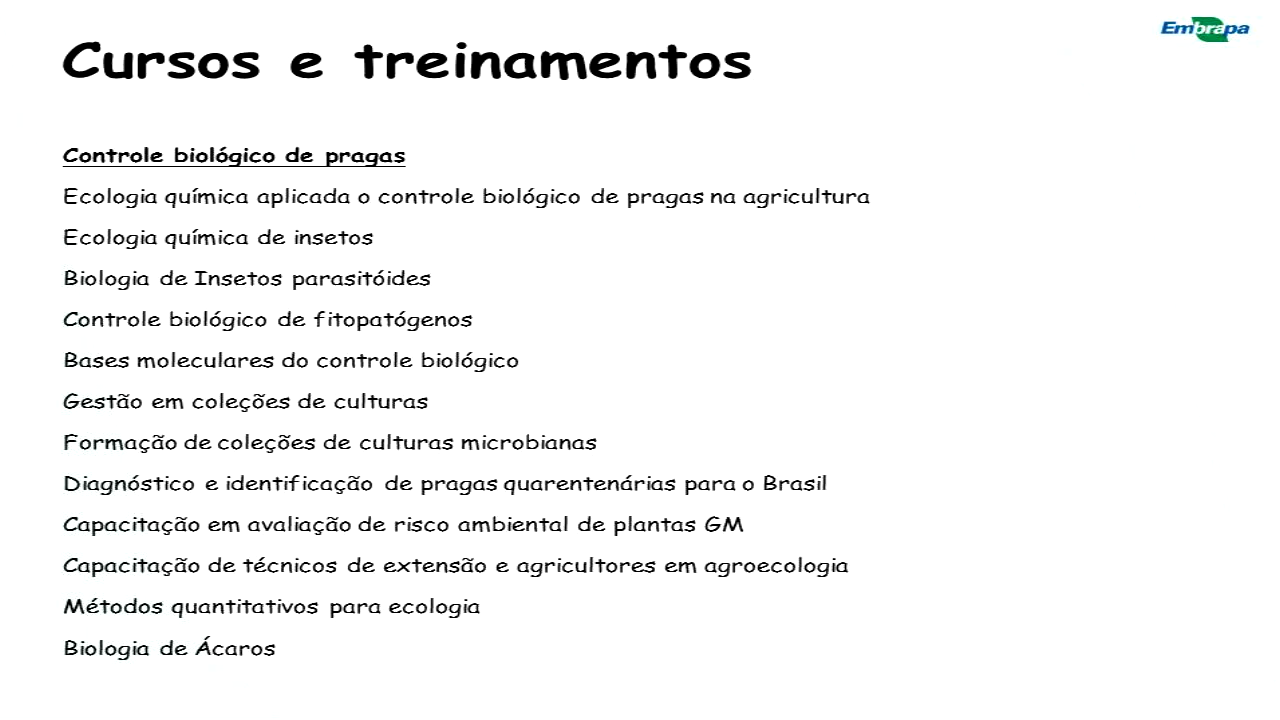 Embrapa
Cursos e treinamentos
Controle biológico de pragas
Ecologia química aplicada o controle biológico de pragas na agricultura
Ecologia química de insetos
Biologia de Insetos parasitóides
Controle biológico de fitopatógenos
Bases moleculares do controle biológico
Gestão em coleções de culturas
Formação de coleções de culturas microbianas
Diagnóstico e identificação de pragas quarentenárias para o Brasil
Capacitação em avaliação de risco ambiental de plantas GM
Capacitação de técnicos de extensão e agricultores em agroecologia
Métodos quantitativos para ecologia
Biologia de Ácaros